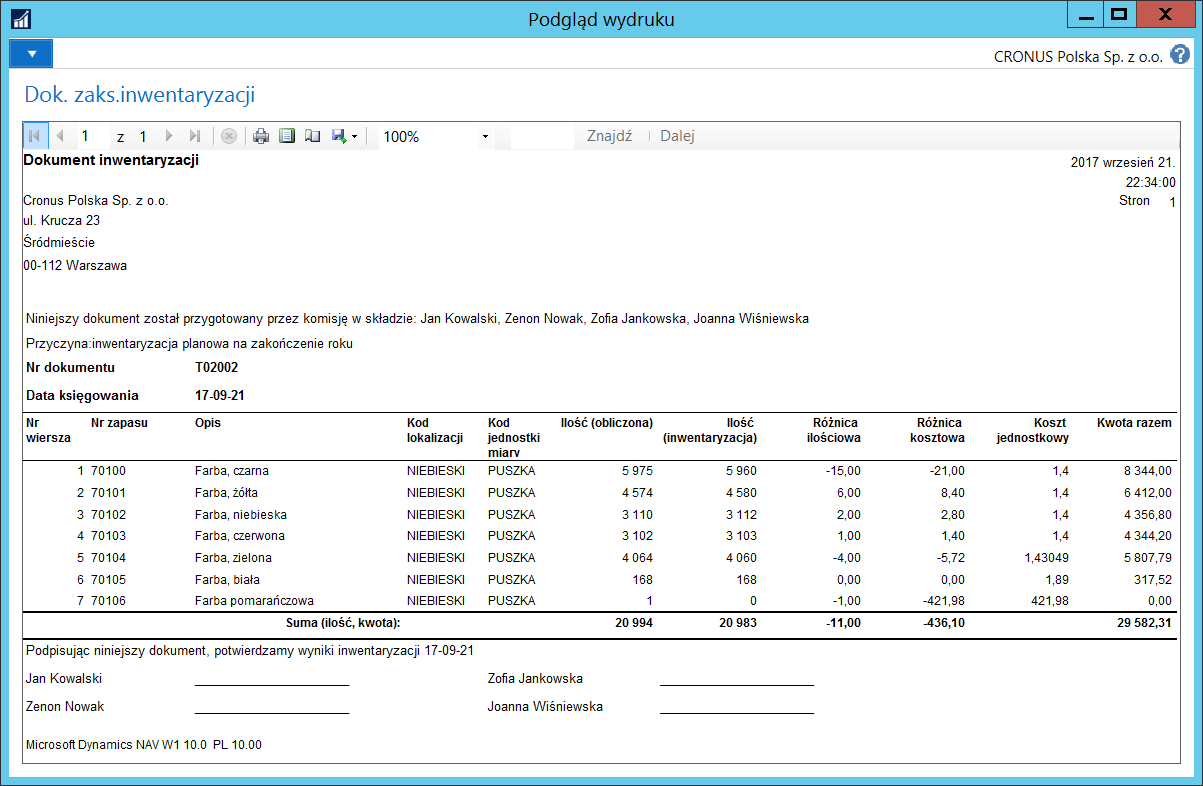 Podgląd wydruku
CRONUS Polska Sp. z o.o.
Dok. zaks.inwentaryzacji
1 z 1 100% Znajdź Dalej
Dokument inwentaryzacji
2017 wrzesień 21.
22:34:00
Stron 1
Cronus Polska Sp. z o.o.
ul. Krucza 23
Śródmieście
00-112 Warszawa
Niniejszy dokument został przygotowany przez komisję w składzie: Jan Kowalski, Zenon Nowak, Zofia Jankowska, Joanna Wiśniewska
Przyczyna:inwentaryzacja planowa na zakończenie roku
Nr dokumentu T02002
Data księgowania 17-09-21
Nr wiersza Nr zapasu Opis Kod lokalizacji Kod jednostki miary Ilość (obliczona) Ilość (inwentaryzacja) Różnica ilościowa Różnica kosztowa Koszt jednostkowy Kwota razem
1 70100 Farba, czarna NIEBIESKI PUSZKA 5 975 5 960 -15,00 -21,00 1,4 8 344,00
2 70101 Farba, żółta NIEBIESKI PUSZKA 4 574 4 580 6,00 8,40 1,4 6 412,00
3 70102 Farba, niebieska NIEBIESKI PUSZKA 3 110 3 112 2,00 2,80 1,4 4 356,80
4 70103 Farba, czerwona NIEBIESKI PUSZKA 3 102 3 103 1,00 1,40 1,4 4 344,20
5 70104 Farba, zielona NIEBIESKI PUSZKA 4 064 4 060 -4,00 -5,72 1,43049 5 807,79
6 70105 Farba, biała NIEBIESKI PUSZKA 168 168 0,00 0,00 1,89 317,52
7 70106 Farba pomarańczowa NIEBIESKI PUSZKA 1 0 -1,00 -421,98 421,98 0,00
Suma (ilość, kwota): 20 994 20 983 -11,00 -436,10 29 582,31
Podpisując niniejszy dokument, potwierdzamy wyniki inwentaryzacji 17-09-21
Jan Kowalski Zofia Jankowska
Zenon Nowak Joanna Wiśniewska
Microsoft Dynamics NAV W1 10.0 PL 10.00